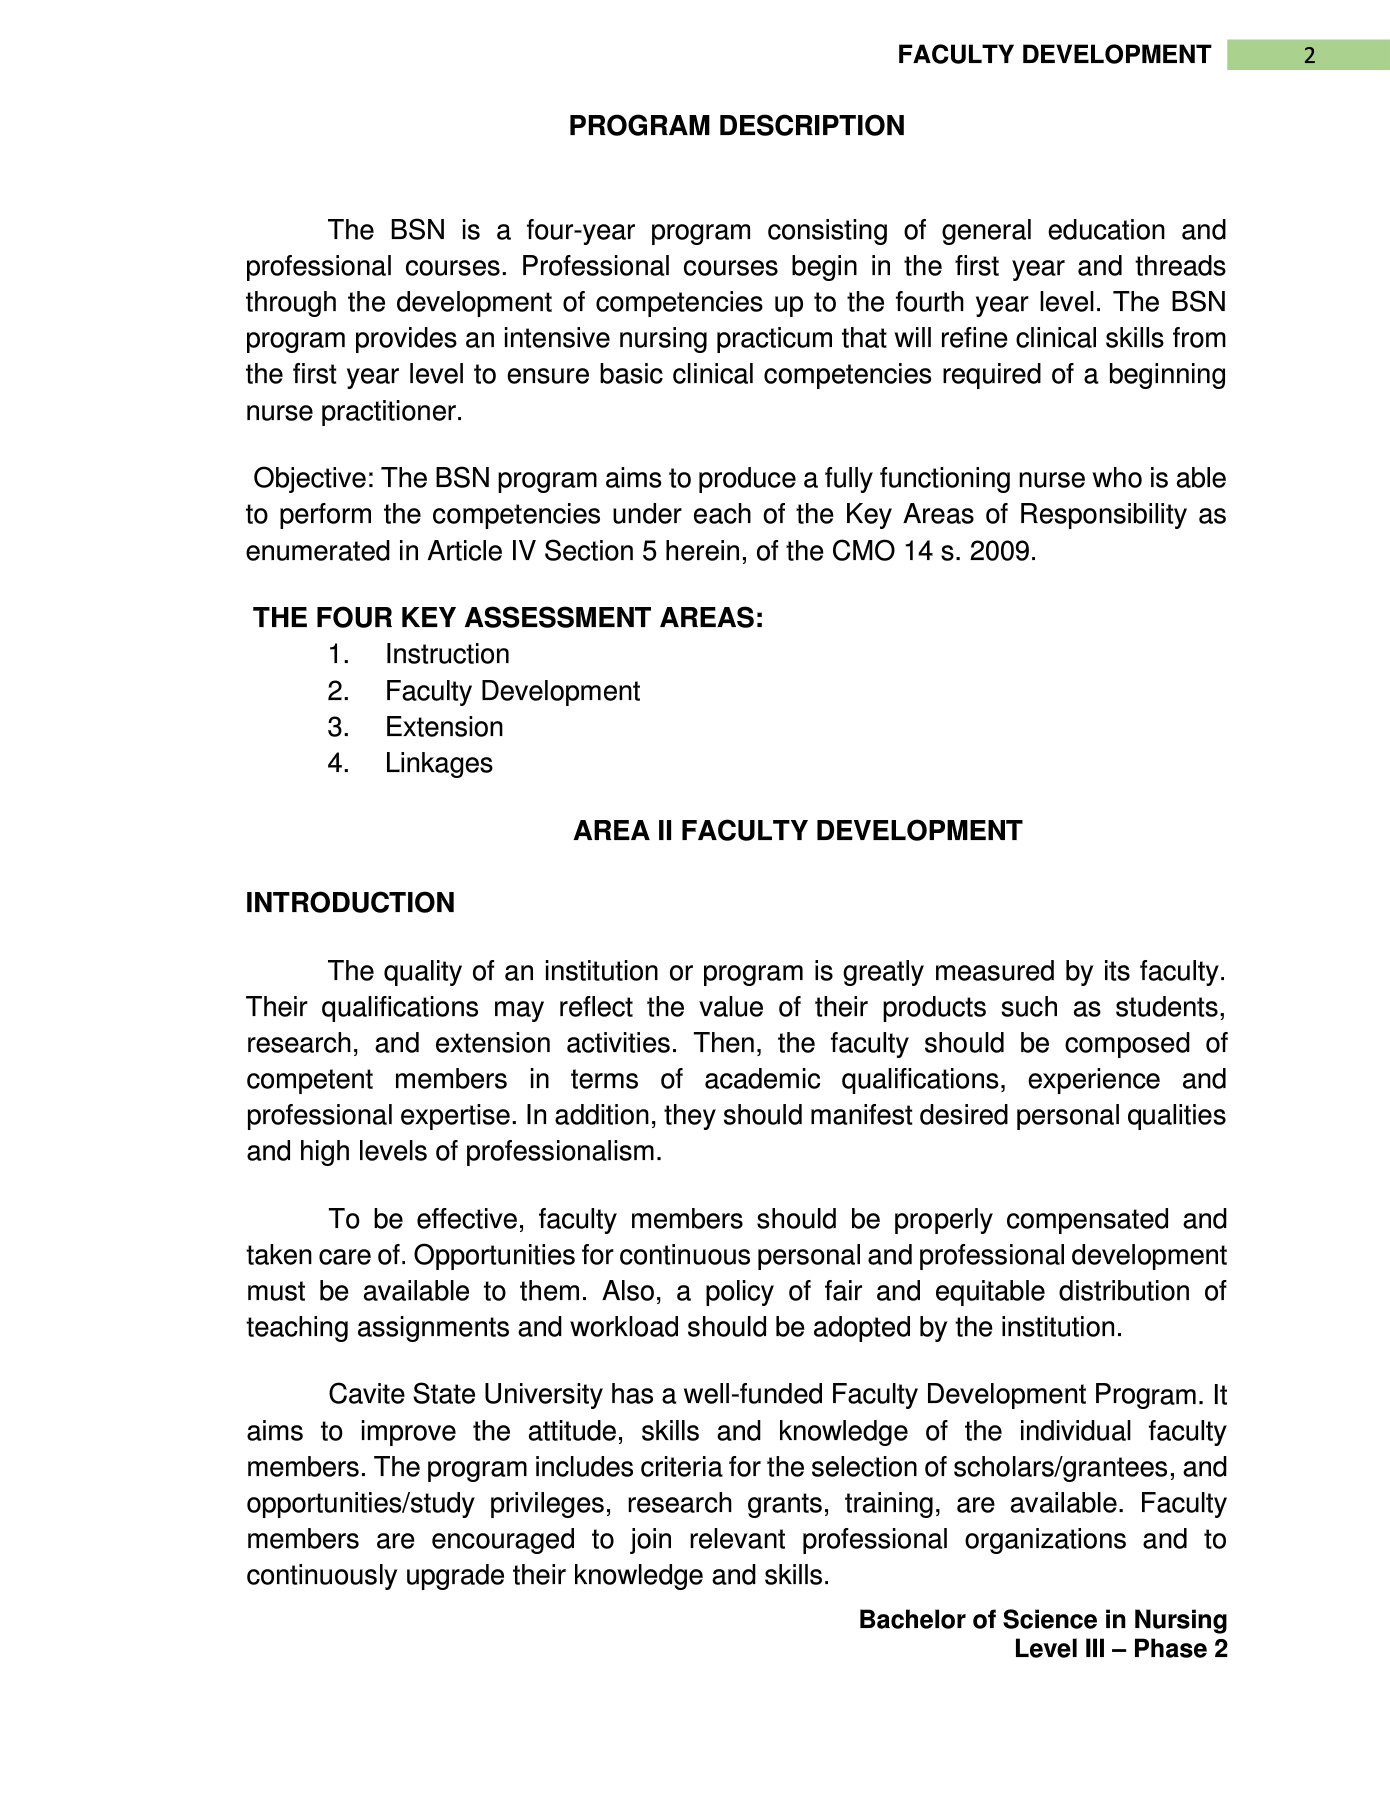 FACULTY DEVELOPMENT 2
PROGRAM DESCRIPTION
The BSN is a four-year program consisting of general education and
professional courses. Professional courses begin in the first year and threads
through the development of competencies up to the fourth year level. The BSN
program provides an intensive nursing practicum that will refine clinical skills from
the first year level to ensure basic clinical competencies required of a beginning
nurse practitioner.
Objective: The BSN program aims to produce a fully functioning nurse who is able
to perform the competencies under each of the Key Areas of Responsibility as
enumerated in Article IV Section 5 herein, of the CMO 14 s. 2009.
THE FOUR KEY ASSESSMENT AREAS:
1. Instruction
2. Faculty Development
3. Extension
4. Linkages
AREA II FACULTY DEVELOPMENT
INTRODUCTION
The quality of an institution or program is greatly measured by its faculty.
Their qualifications may reflect the value of their products such as students,
research, and extension activities. Then, the faculty should be composed of
competent members in terms of academic qualifications, experience and
professional expertise. In addition, they should manifest desired personal qualities
and high levels of professionalism.
To be effective, faculty members should be properly compensated and
taken care of. Opportunities for continuous personal and professional development
must be available to them. Also, a policy of fair and equitable distribution of
teaching assignments and workload should be adopted by the institution.
Cavite State University has a well-funded Faculty Development Program. It
aims to improve the attitude, skills and knowledge of the individual faculty
members. The program includes criteria for the selection of scholars/grantees, and
opportunities/study privileges, research grants, training, are available. Faculty
members are encouraged to join relevant professional organizations and to
continuously upgrade their knowledge and skills.
Bachelor of Science in Nursing
Level III – Phase 2